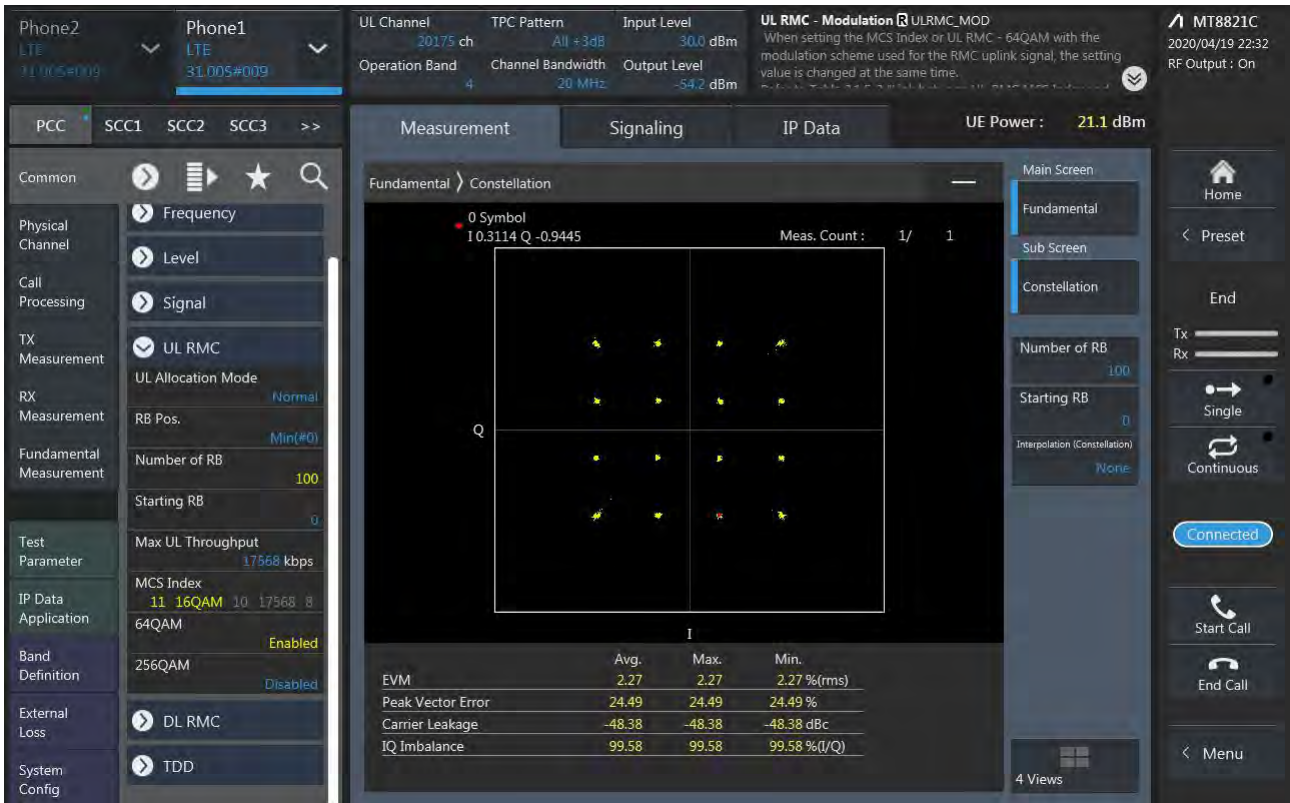 Phone2
LTE
31.00S#009
Phone1
LTE
31.00S#009
UL Channel
20175 ch
Operation Band
4
TPC Pattern
All +3dB
Channel Bandwidth
20 MHz
Input Level
30.0 dBm
Output Level
-54.2 dBm
UL RMC - Modulation R ULRMC_MOD
When setting the MCS Index or UL RMC - 64QAM with the
modulation scheme used for the RMC uplink signal, the setting
value is changed at the same time.
MT8821C
2020/04/19 22:32
RF Output : On
PCC SCC1 SCC2 SCC3 >>
Measurement Signaling IP Data
UE Power : 21.1 dBm
Common
Physical
Channel
Call
Processing
TX
Measurement
RX
Measurement
Fundamental
Measurement
Test
Parameter
IP Data
Application
Band
Definition
External
Loss
System
Config
Frequency
Level
Signal
UL RMC
UL Allocation Mode
Normal
RB Pos.
Min(#0)
Number of RB
100
Starting RB
0
Max UL Throughput
17568 kbps
MCS Index
11 16QAM 10 17568 8
64QAM
Enabled
256QAM
Disabled
DL RMC
TDD
Fundamental 〉 Constellation
0 Symbol
I 0.3114 Q -0.9445
Meas. Count : 1/ 1
Q
I
Avg. Max. Min.
EVM 2.27 2.27 2.27 %(rms)
Peak Vector Error 24.49 24.49 24.49 %
Carrier Leakage -48.38 -48.38 -48.38 dBc
IQ Imbalance 99.58 99.58 99.58 %(I/Q)
Main Screen
Fundamental
Sub Screen
Constellation
Number of RB
100
Starting RB
0
Interpolation (Constellation)
None
4 Views
Home
< Preset
End
Tx
Rx
Single
Continuous
Connected
Start Call
End Call
< Menu